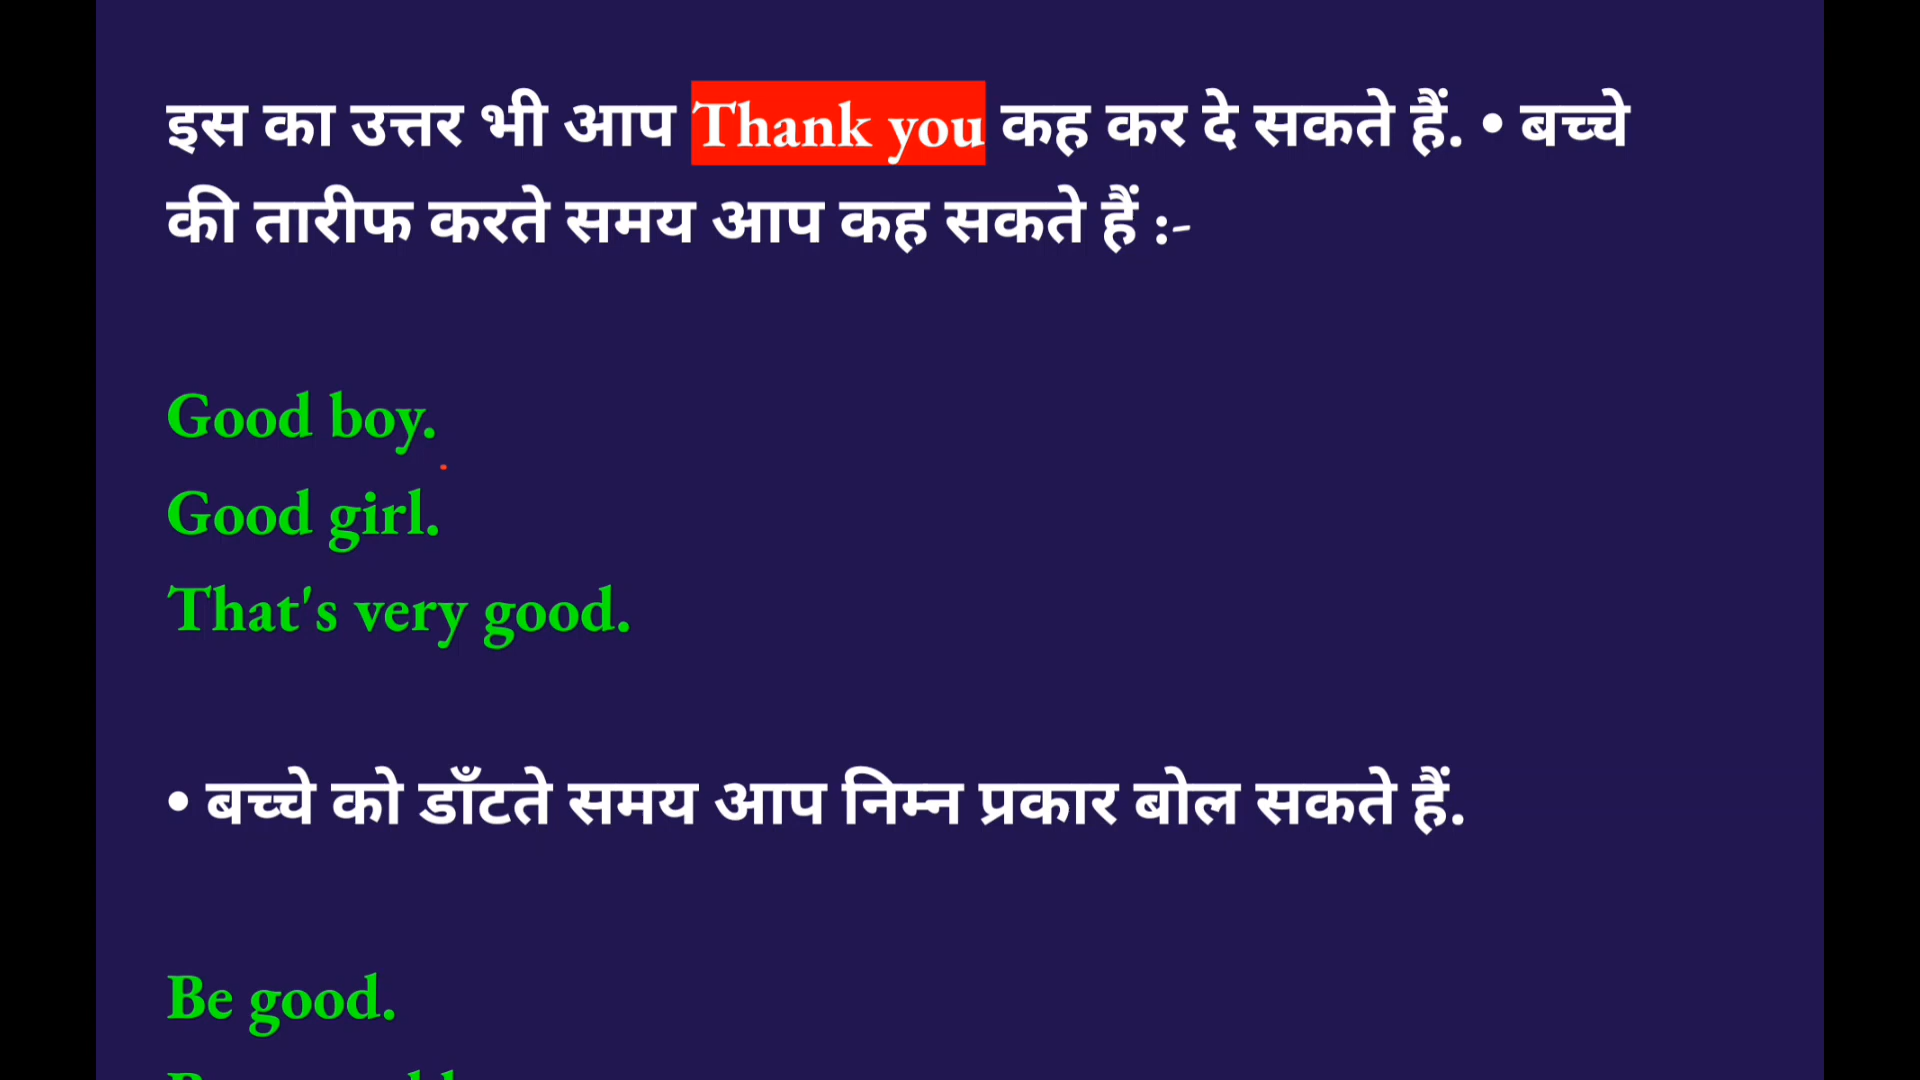 इस का उत्तर भी आप Thank you कह कर दे सकते हैं. • बच्चे
की तारीफ करते समय आप कह सकते हैं :-
Good boy.
Good girl.
That's very good.
• बच्चे को डाँटते समय आप निम्न प्रकार बोल सकते हैं.
Be good.